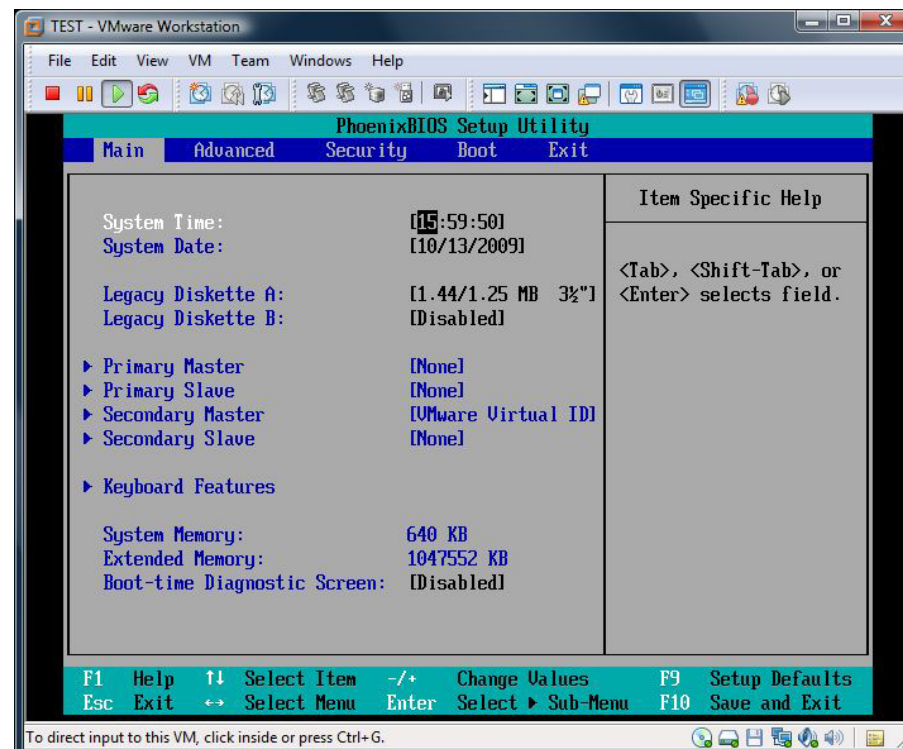 TEST - VMware Workstation
File Edit View VM Team Windows Help
PhoenixBIOS Setup Utility
Main Advanced Security Boot Exit
Item Specific Help
System Time: [15:59:50]
System Date: [10/13/2009]
<Tab>, <Shift-Tab>, or
<Enter> selects field.
Legacy Diskette A: [1.44/1.25 MB 3½"]
Legacy Diskette B: [Disabled]
▶ Primary Master [None]
▶ Primary Slave [None]
▶ Secondary Master [VMware Virtual ID]
▶ Secondary Slave [None]
▶ Keyboard Features
System Memory: 640 KB
Extended Memory: 1047552 KB
Boot-time Diagnostic Screen: [Disabled]
F1 Help ↑↓ Select Item -/+ Change Values F9 Setup Defaults
Esc Exit ↔ Select Menu Enter Select ▶ Sub-Menu F10 Save and Exit
To direct input to this VM, click inside or press Ctrl+G.